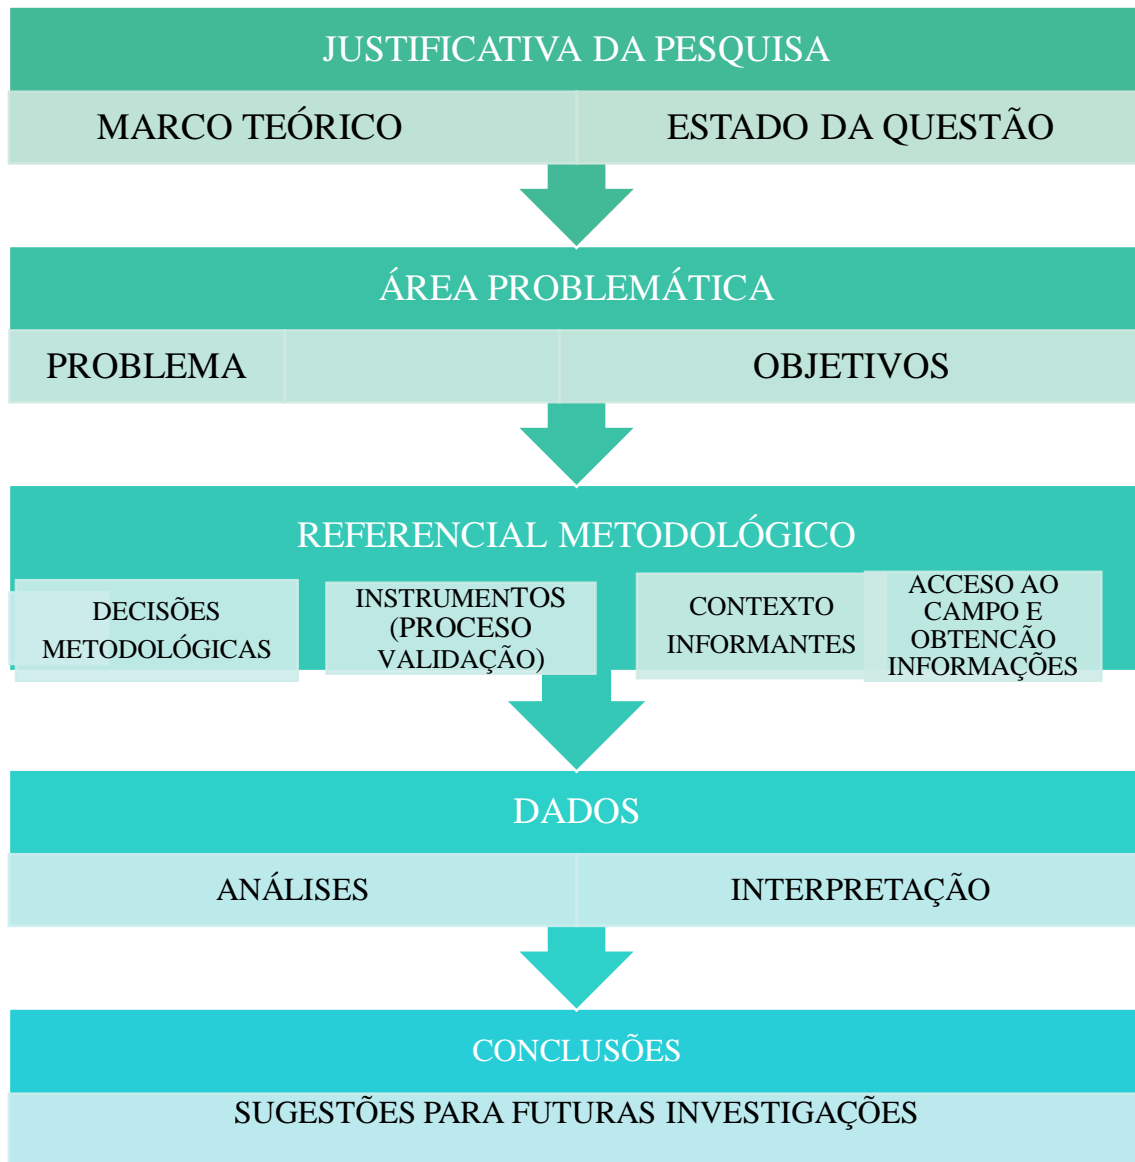 JUSTIFICATIVA DA PESQUISA
MARCO TEÓRICO
ESTADO DA QUESTÃO
ÁREA PROBLEMÁTICA
PROBLEMA
OBJETIVOS
REFERENCIAL METODOLÓGICO
DECISÕES
METODOLÓGICAS
INSTRUMENTOS
(PROCESO
VALIDAÇÃO)
CONTEXTO
INFORMANTES
ACCESO AO
CAMPO E
OBTENCÃO
INFORMAÇÕES
DADOS
ANÁLISES
INTERPRETAÇÃO
CONCLUSÕES
SUGESTÕES PARA FUTURAS INVESTIGAÇÕES